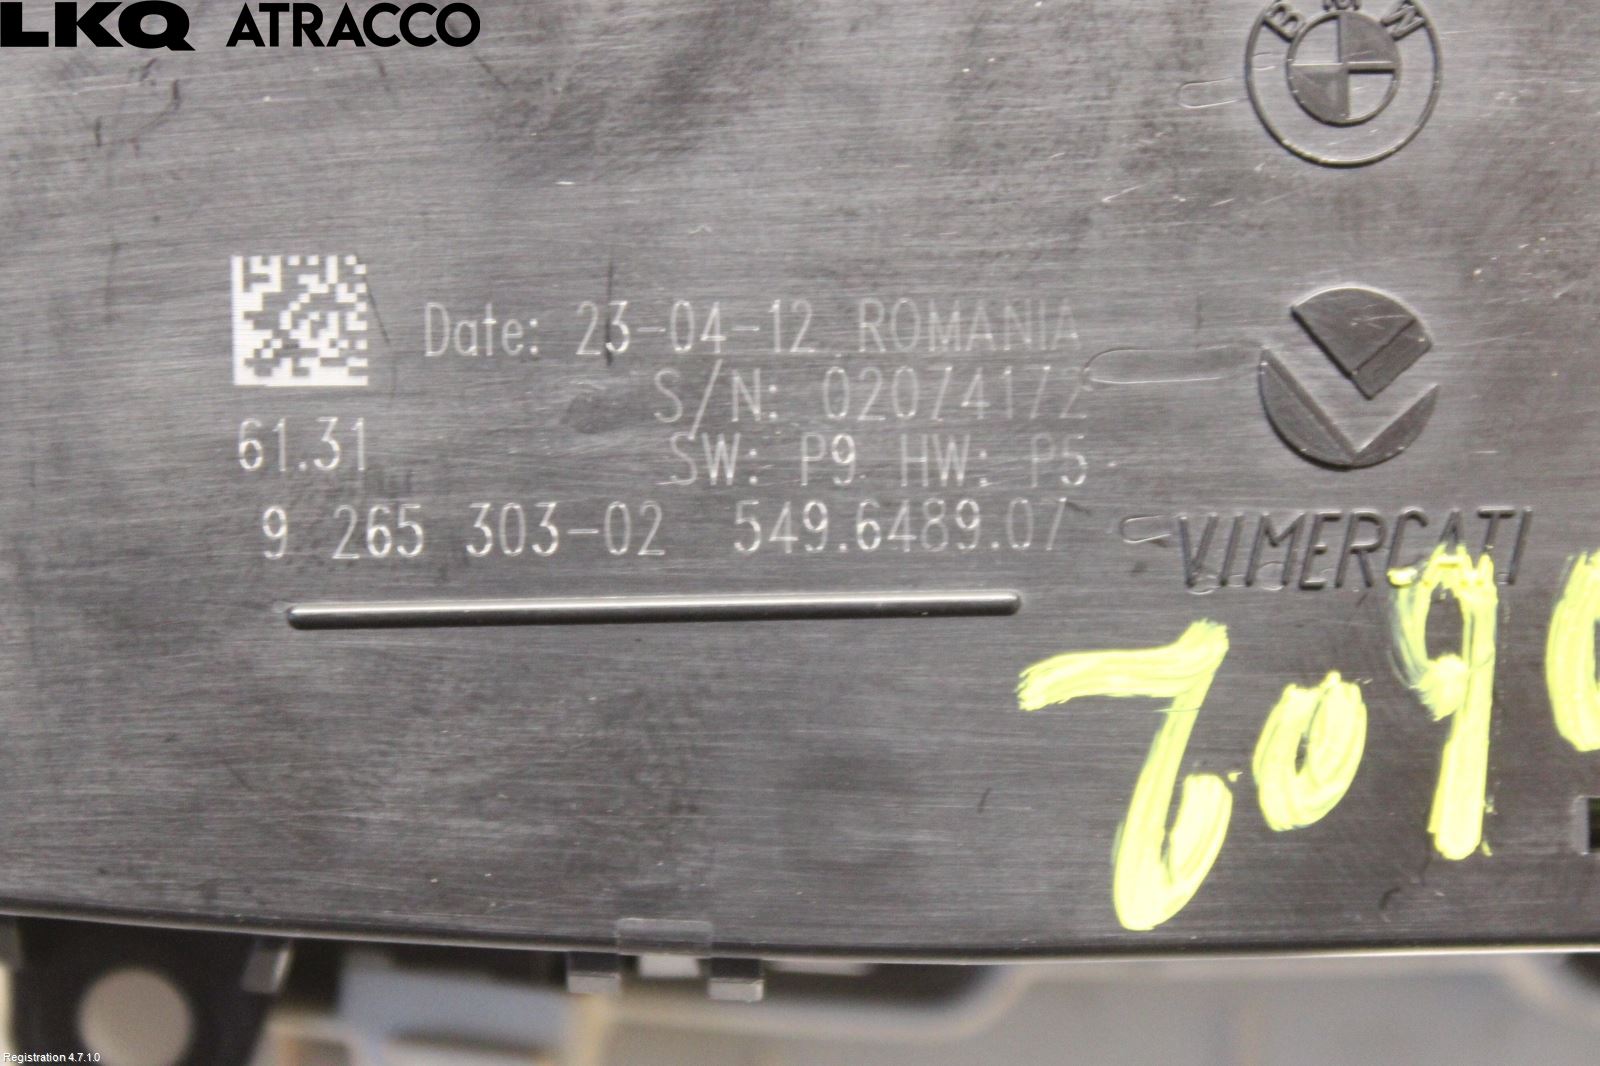 LKQ ATRACCO
BMW
Date: 23-04-12 ROMANIA
S/N: 02074172
61.31
SW: P9 HW: P5
9 265 303-02 549.6489.07
VIMERCATI
Registration 4.7.1.0